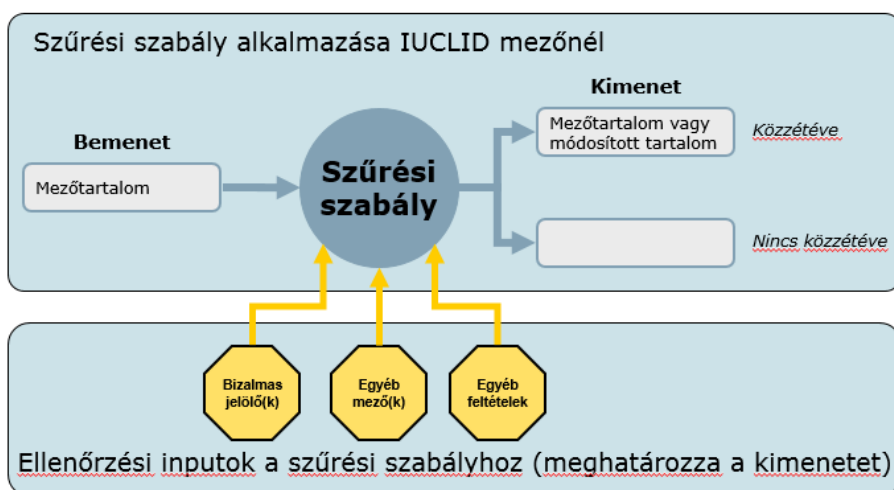 Szűrési szabály alkalmazása IUCLID mezőnél
Kimenet
Bemenet
Mezőtartalom vagy
módosított tartalom
Közzétéve
Mezőtartalom
Szűrési
szabály
Nincs közzétéve
Bizalmas
jelölő(k)
Egyéb
mező(k)
Egyéb
feltételek
Ellenőrzési inputok a szűrési szabályhoz (meghatározza a kimenetet)